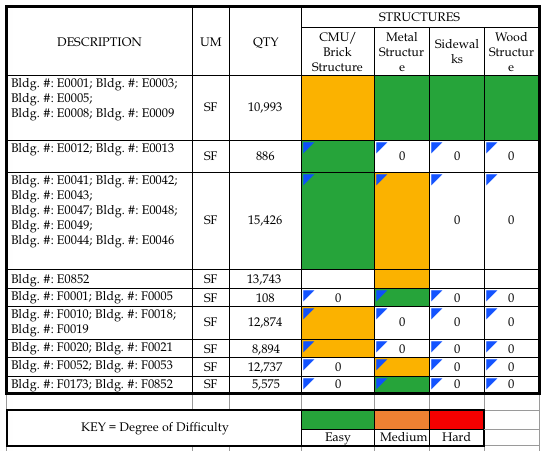 STRUCTURES
DESCRIPTION UM QTY CMU/ Brick Structure Metal Structur e Sidewal ks Wood Structur e
Bldg. #: E0001; Bldg. #: E0003;
Bldg. #: E0005;
Bldg. #: E0008; Bldg. #: E0009 SF 10,993
Bldg. #: E0012; Bldg. #: E0013 SF 886 0 0 0
Bldg. #: E0041; Bldg. #: E0042;
Bldg. #: E0043;
Bldg. #: E0047; Bldg. #: E0048;
Bldg. #: E0049;
Bldg. #: E0044; Bldg. #: E0046 SF 15,426 0 0
Bldg. #: E0852 SF 13,743
Bldg. #: F0001; Bldg. #: F0005 SF 108 0 0 0
Bldg. #: F0010; Bldg. #: F0018;
Bldg. #: F0019 SF 12,874 0 0 0
Bldg. #: F0020; Bldg. #: F0021 SF 8,894 0 0 0
Bldg. #: F0052; Bldg. #: F0053 SF 12,737 0 0 0
Bldg. #: F0173; Bldg. #: F0852 SF 5,575 0 0 0
KEY = Degree of Difficulty
Easy Medium Hard